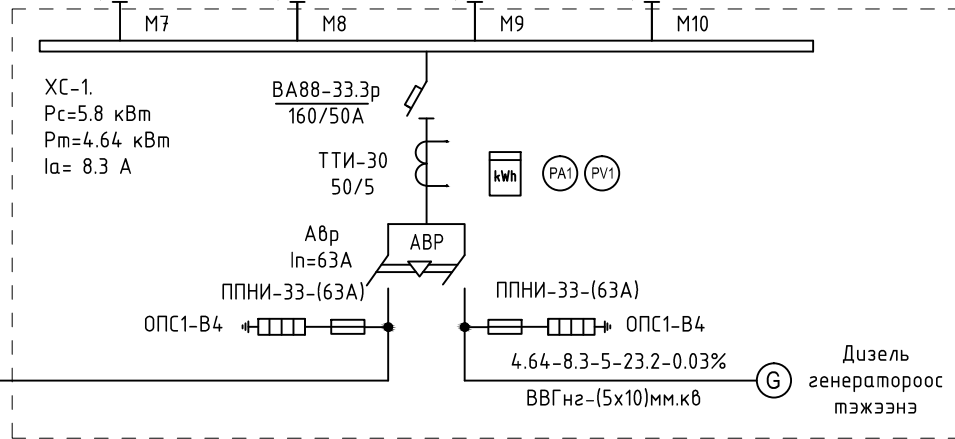 M7
M8
M9
M10
ХС-1.
Рс=5.8 кВт
Рт=4.64 кВт
Iа= 8.3 А
ВА88-33.3р
160/50А
ТТИ-30
50/5
kWh
PA1
PV1
Авр
In=63А
АВР
ППНИ-33-(63А)
ППНИ-33-(63А)
ОПС1-В4
ОПС1-В4
4.64-8.3-5-23.2-0.03%
ВВГнг-(5х10)мм.кв
G
Дизель
генератороос
тэжээнэ